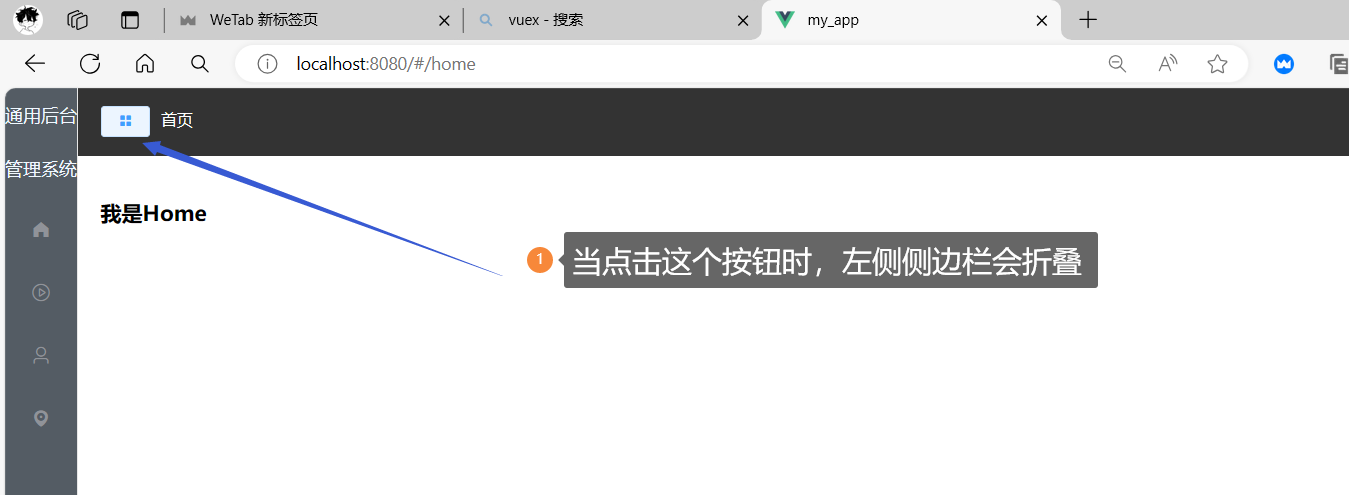 WeTab 新标签页
vuex - 搜索
my_app
localhost:8080/#/home
通用后台
首页
管理系统
我是Home
1
当点击这个按钮时，左侧侧边栏会折叠